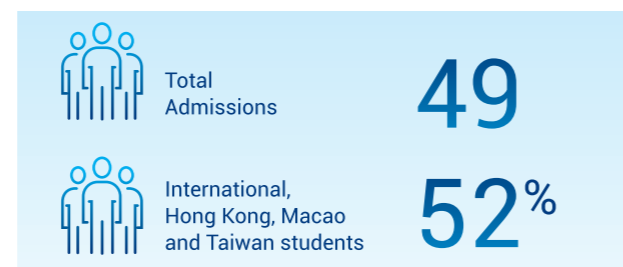 Total
Admissions
49
International,
Hong Kong, Macao
and Taiwan students
52%